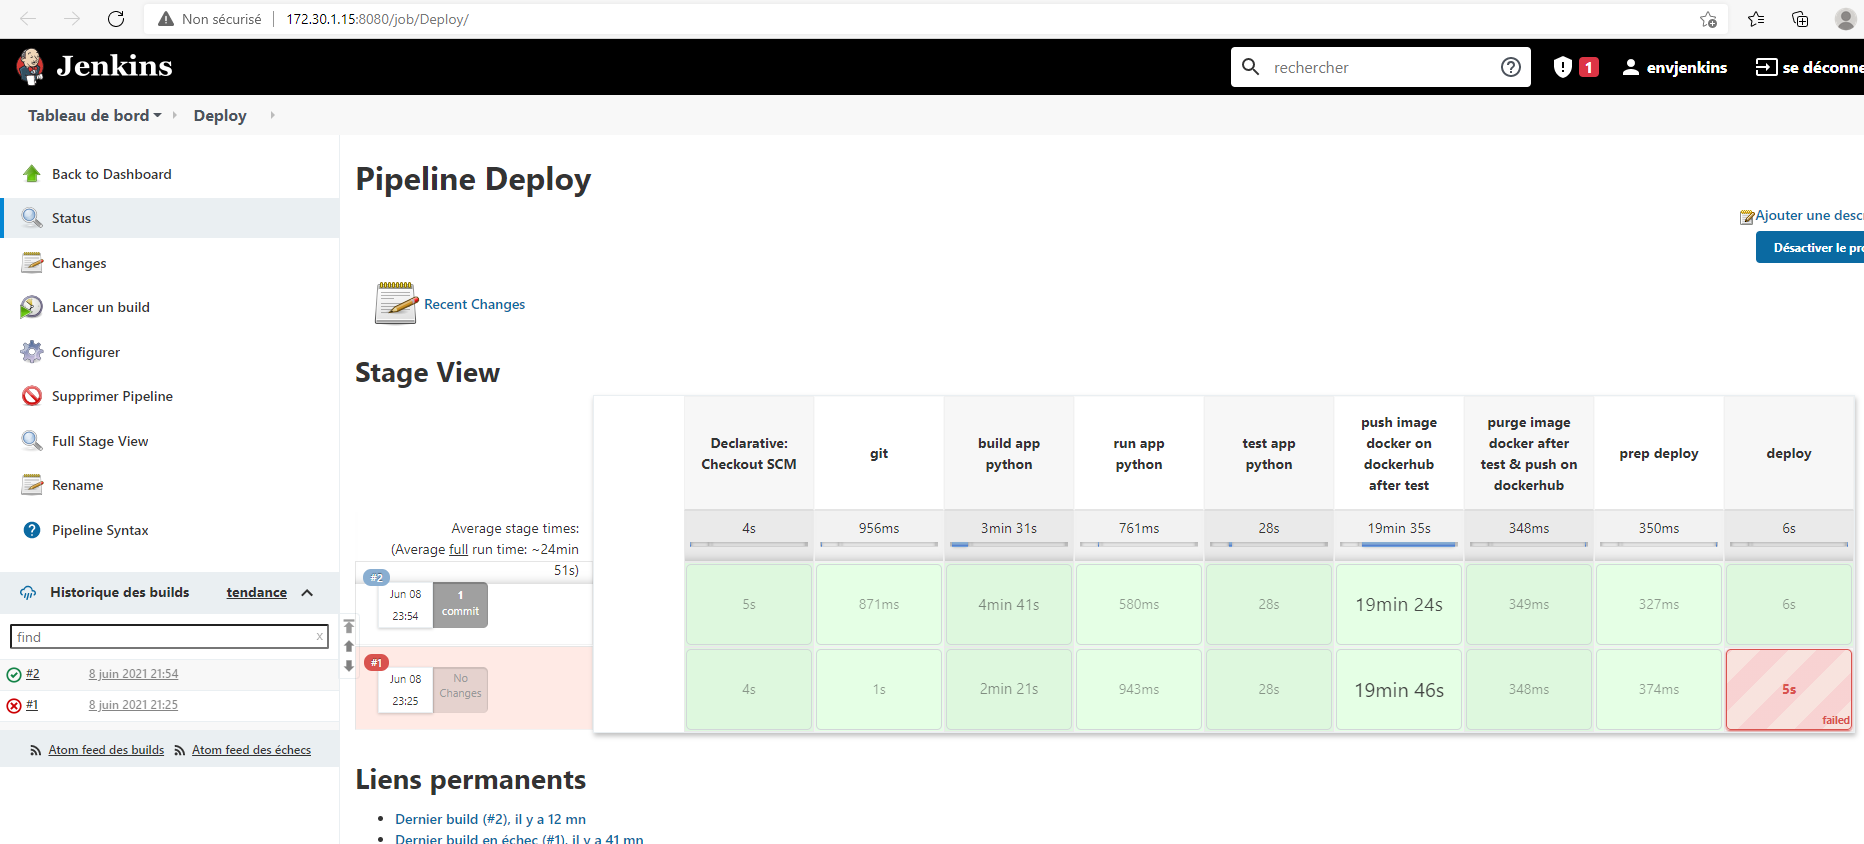 Non sécurisé
172.30.1.15:8080/job/Deploy/
Jenkins
rechercher
1
envjenkins
se déconne
Tableau de bord
Deploy
Back to Dashboard
Status
Changes
Lancer un build
Configurer
Supprimer Pipeline
Full Stage View
Rename
Pipeline Syntax
Historique des builds
tendance
find
x
#2
8 juin 2021 21:54
#1
8 juin 2021 21:25
Atom feed des builds
Atom feed des échecs
Pipeline Deploy
Ajouter une descr
Désactiver le pro
Recent Changes
Stage View
Declarative:
Checkout SCM
git
build app
python
run app
python
test app
python
push image
docker on
dockerhub
after test
purge image
docker after
test & push on
dockerhub
prep deploy
deploy
Average stage times:
(Average full run time: ~24min
51s)
4s
956ms
3min 31s
761ms
28s
19min 35s
348ms
350ms
6s
#2
Jun 08
23:54
1
commit
5s
871ms
4min 41s
580ms
28s
19min 24s
349ms
327ms
6s
#1
Jun 08
23:25
No
Changes
4s
1s
2min 21s
943ms
28s
19min 46s
348ms
374ms
5s
failed
Liens permanents
Dernier build (#2), il y a 12 mn
Dernier build en échec (#1), il y a 41 mn